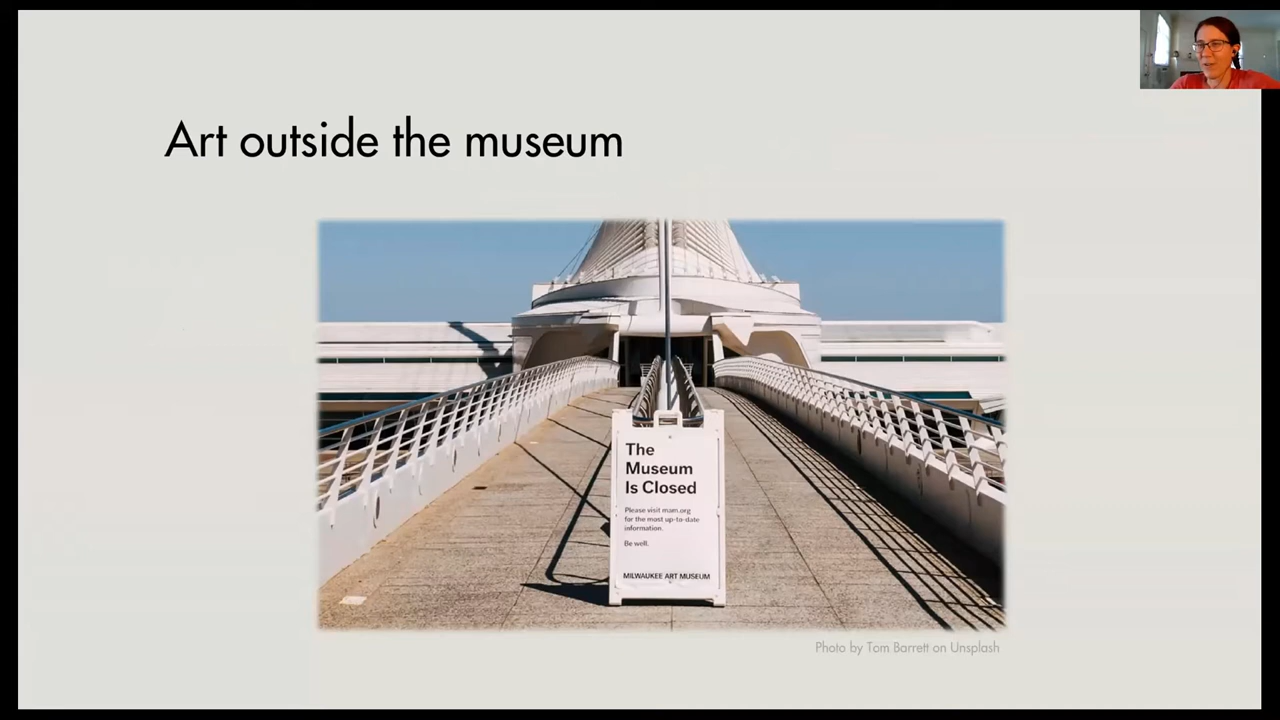 Art outside the museum
The
Museum
Is Closed
Please visit mam.org
for the most up-to-date
information.
Be well.
MILWAUKEE ART MUSEUM
Photo by Tom Barrett on Unsplash